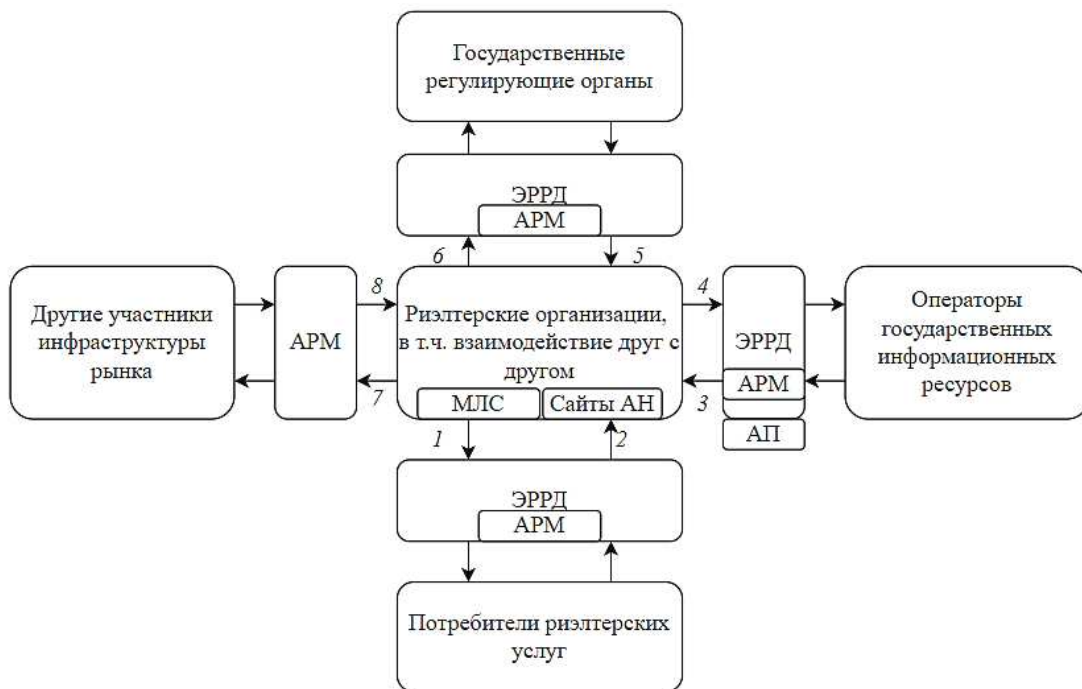 Государственные
регулирующие органы
ЭРРД
АРМ
6
5
Другие участники
инфраструктуры
рынка
АРМ
8
7
Риэлтерские организации,
в т.ч. взаимодействие друг с
другом
МЛС
Сайты АН
4
3
ЭРРД
АРМ
АП
Операторы
государственных
информационных
ресурсов
1
2
ЭРРД
АРМ
Потребители риэлтерских
услуг